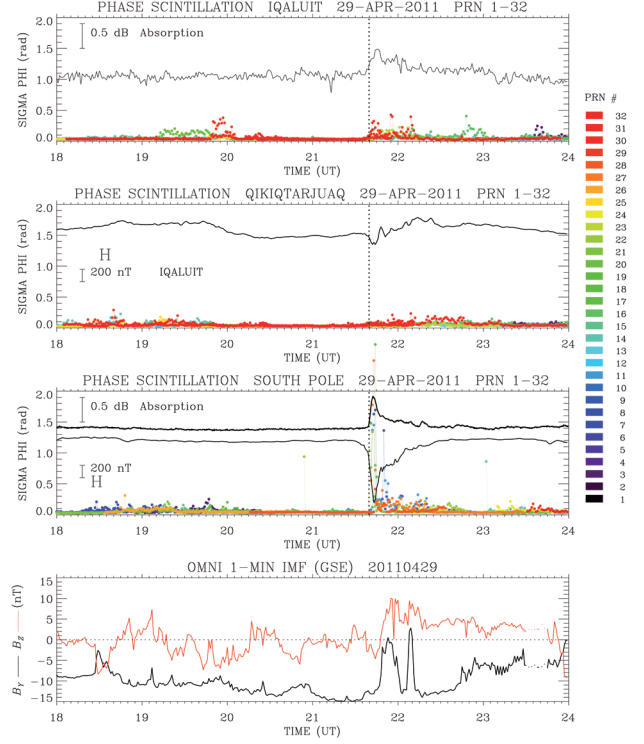 PHASE SCINTILLATION IQALUIT 29-APR-2011 PRN 1-32
2.0
1.5
1.0
0.5
0.0
SIGMA PHI (rad)
0.5 dB Absorption
18 19 20 21 22 23 24
TIME (UT)
PHASE SCINTILLATION QIKIQTARJUAQ 29-APR-2011 PRN 1-32
2.0
1.5
1.0
0.5
0.0
SIGMA PHI (rad)
H
200 nT IQALUIT
18 19 20 21 22 23 24
TIME (UT)
PHASE SCINTILLATION SOUTH POLE 29-APR-2011 PRN 1-32
2.0
1.5
1.0
0.5
0.0
SIGMA PHI (rad)
0.5 dB Absorption
200 nT
H
18 19 20 21 22 23 24
TIME (UT)
OMNI 1-MIN IMF (GSE) 20110429
15
10
5
0
-5
-10
-15
BY BZ (nT)
18 19 20 21 22 23 24
TIME (UT)
PRN #
32
31
30
29
28
27
26
25
24
23
22
21
20
19
18
17
16
15
14
13
12
11
10
9
8
7
6
5
4
3
2
1